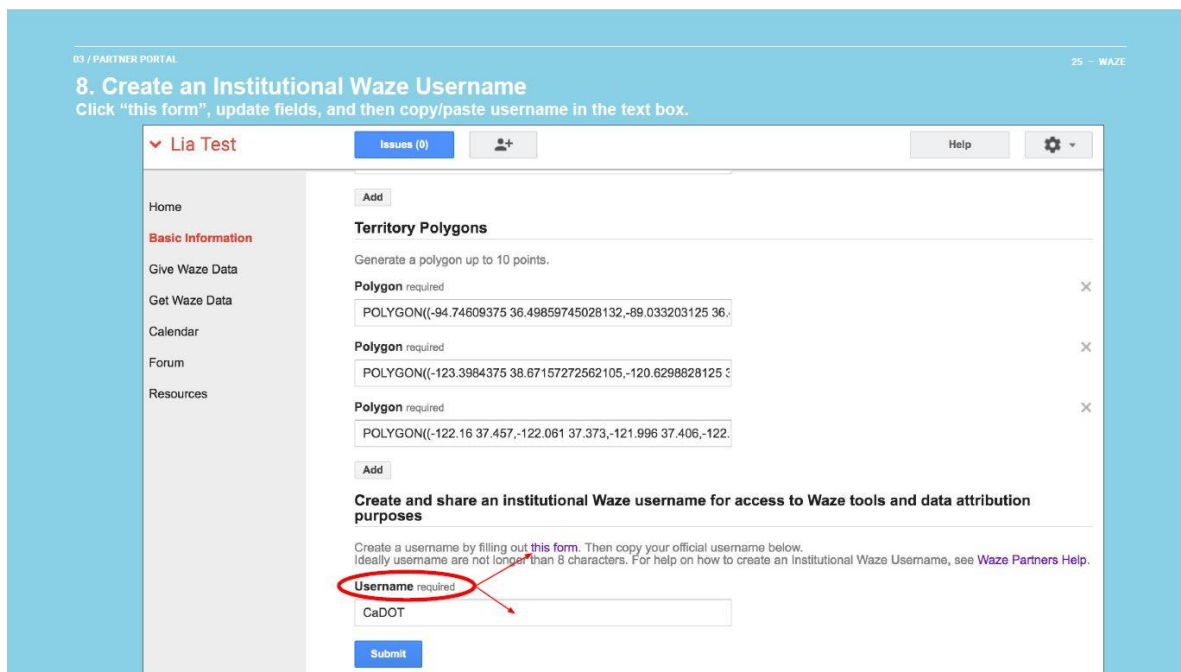 03 / PARTNER PORTAL
25 – WAZE
8. Create an Institutional Waze Username
Click “this form”, update fields, and then copy/paste username in the text box.
Lia Test
Issues (0)
Help
Home
Basic Information
Give Waze Data
Get Waze Data
Calendar
Forum
Resources
Add
Territory Polygons
Generate a polygon up to 10 points.
Polygon required
POLYGON((-94.74609375 36.49859745028132,-89.033203125 36.
Polygon required
POLYGON((-123.3984375 38.67157272562105,-120.6298828125
Polygon required
POLYGON((-122.16 37.457,-122.061 37.373,-121.996 37.406,-122.
Add
Create and share an institutional Waze username for access to Waze tools and data attribution
purposes
Create a username by filling out this form. Then copy your official username below.
Ideally username are not longer than 8 characters. For help on how to create an Institutional Waze Username, see Waze Partners Help.
Username required
CaDOT
Submit